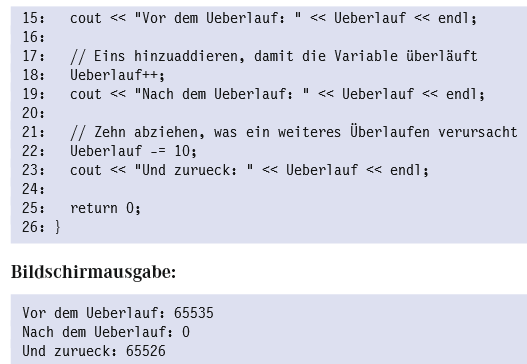 15:   cout << "Vor dem Ueberlauf: " << Ueberlauf << endl;
16:
17:   // Eins hinzuaddieren, damit die Variable überläuft
18:   Ueberlauf++;
19:   cout << "Nach dem Ueberlauf: " << Ueberlauf << endl;
20:
21:   // Zehn abziehen, was ein weiteres Überlaufen verursacht
22:   Ueberlauf -= 10;
23:   cout << "Und zurueck: " << Ueberlauf << endl;
24:
25:   return 0;
26: }
Bildschirmausgabe:
Vor dem Ueberlauf: 65535
Nach dem Ueberlauf: 0
Und zurueck: 65526